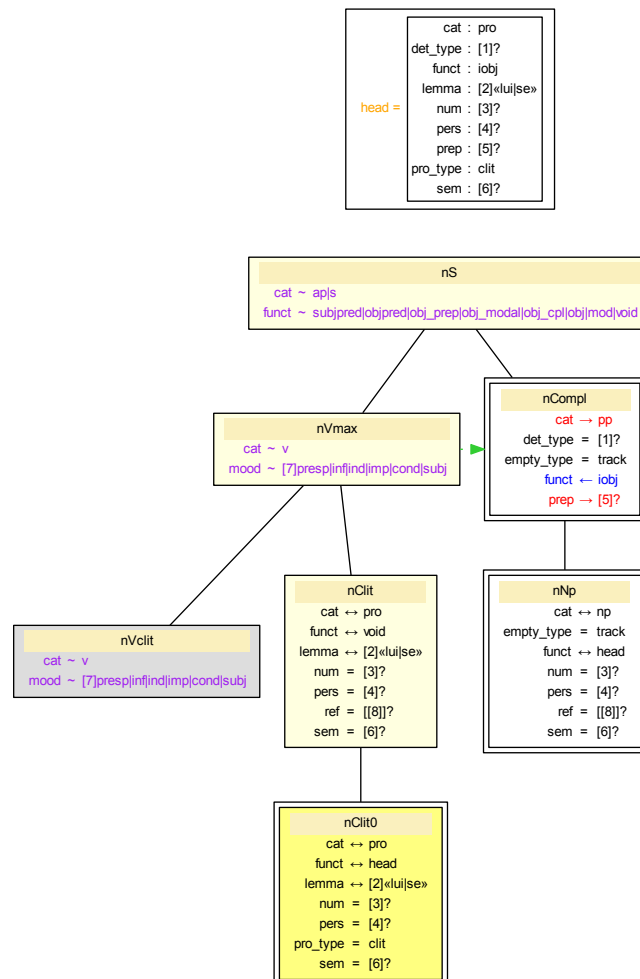 head =
cat : pro
det_type : [1]?
funct : iobj
lemma : [2]«lui|se»
num : [3]?
pers : [4]?
prep : [5]?
pro_type : clit
sem : [6]?
nS
cat ~ ap|s
funct ~ subjpred|objpred|obj_prep|obj_modal|obj_cpl|obj|mod|void
nCompl
cat → pp
det_type = [1]?
empty_type = track
funct ← iobj
prep → [5]?
nVmax
cat ~ v
mood ~ [7]presp|inf|ind|imp|cond|subj
nClit
cat ↔ pro
funct ↔ void
lemma ↔ [2]«lui|se»
num = [3]?
pers = [4]?
ref = [[8]]?
sem = [6]?
nNp
cat ↔ np
empty_type = track
funct ↔ head
num = [3]?
pers = [4]?
ref = [[8]]?
sem = [6]?
nVclit
cat ~ v
mood ~ [7]presp|inf|ind|imp|cond|subj
nClit0
cat ↔ pro
funct ↔ head
lemma ↔ [2]«lui|se»
num = [3]?
pers = [4]?
pro_type = clit
sem = [6]?